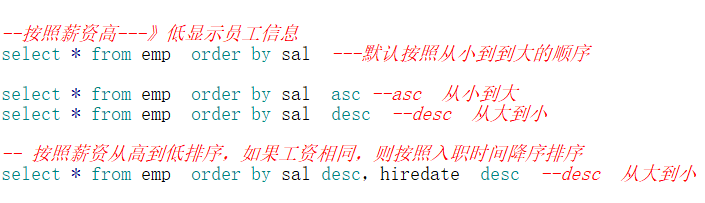 --按照薪资高---》低显示员工信息
select * from emp  order by sal  ---默认按照从小到到大的顺序
select * from emp  order by sal  asc --asc  从小到大
select * from emp  order by sal  desc  --desc  从大到小
-- 按照薪资从高到低排序，如果工资相同，则按照入职时间降序排序
select * from emp  order by sal desc，hiredate  desc  --desc  从大到小